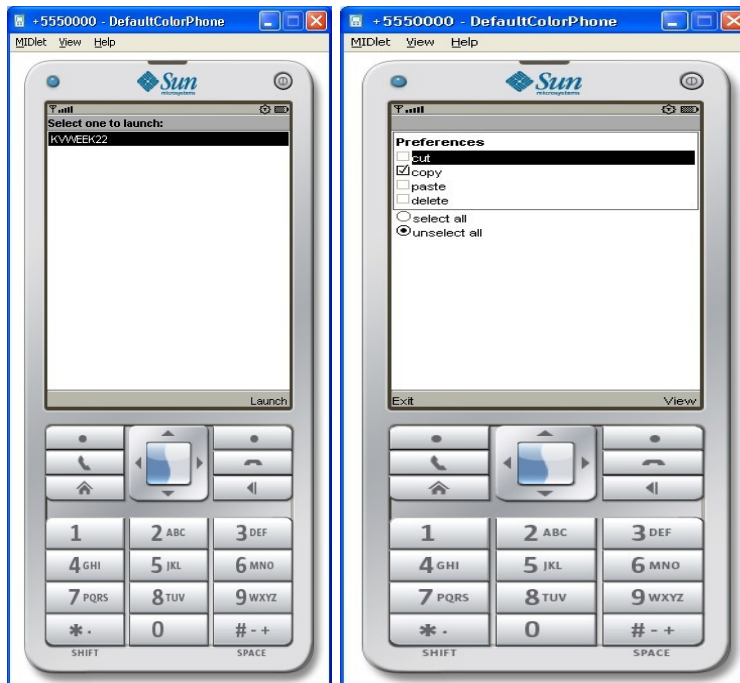 +5550000 - DefaultColorPhone
MIDlet View Help
Sun
microsystems
Select one to launch:
KVWEEK22
Launch
1 2 ABC 3 DEF
4 GHI 5 JKL 6 MNO
7 PQRS 8 TUV 9 WXYZ
* . 0 # - +
SHIFT SPACE
+5550000 - DefaultColorPhone
MIDlet View Help
Sun
microsystems
Preferences
cut
copy
paste
delete
select all
unselect all
Exit View
1 2 ABC 3 DEF
4 GHI 5 JKL 6 MNO
7 PQRS 8 TUV 9 WXYZ
* . 0 # - +
SHIFT SPACE